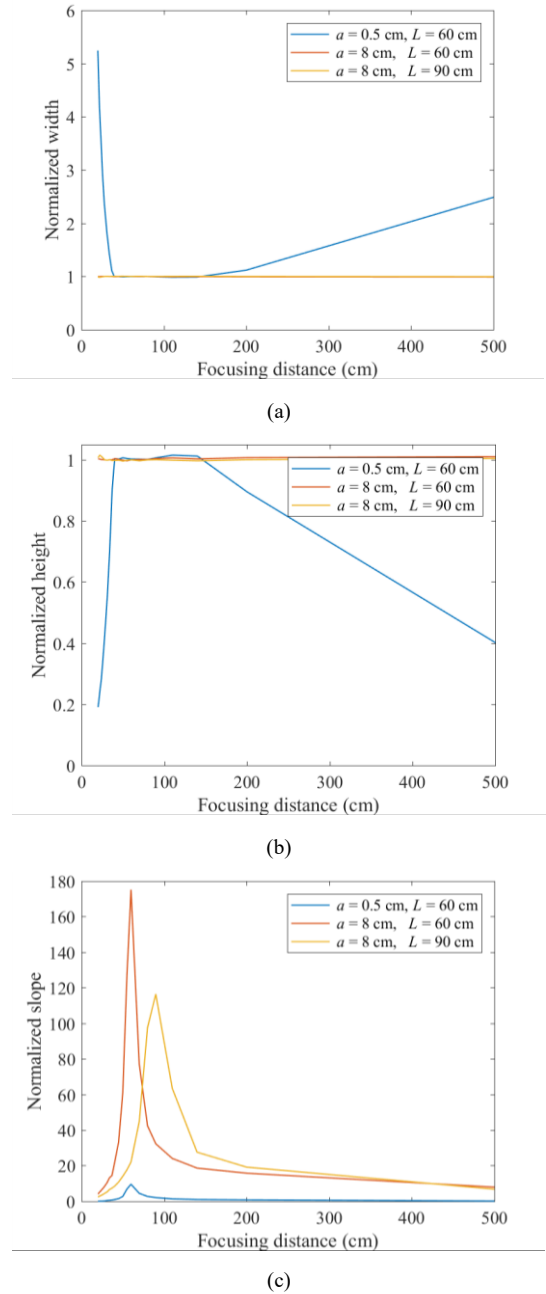 6
5
4
3
2
1
0
Normalized width
a = 0.5 cm, L = 60 cm
a = 8 cm, L = 60 cm
a = 8 cm, L = 90 cm
0 100 200 300 400 500
Focusing distance (cm)
(a)
1
0.8
0.6
0.4
0.2
0
Normalized height
a = 0.5 cm, L = 60 cm
a = 8 cm, L = 60 cm
a = 8 cm, L = 90 cm
0 100 200 300 400 500
Focusing distance (cm)
(b)
180
160
140
120
100
80
60
40
20
0
Normalized slope
a = 0.5 cm, L = 60 cm
a = 8 cm, L = 60 cm
a = 8 cm, L = 90 cm
0 100 200 300 400 500
Focusing distance (cm)
(c)